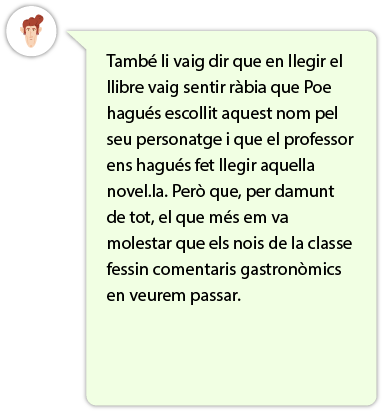 També li vaig dir que en llegir el
llibre vaig sentir ràbia que Poe
hagués escollit aquest nom pel
seu personatge i que el professor
ens hagués fet llegir aquella
novel.la. Però que, per damunt
de tot, el que més em va
molestar que els nois de la classe
fessin comentaris gastronòmics
en veurem passar.